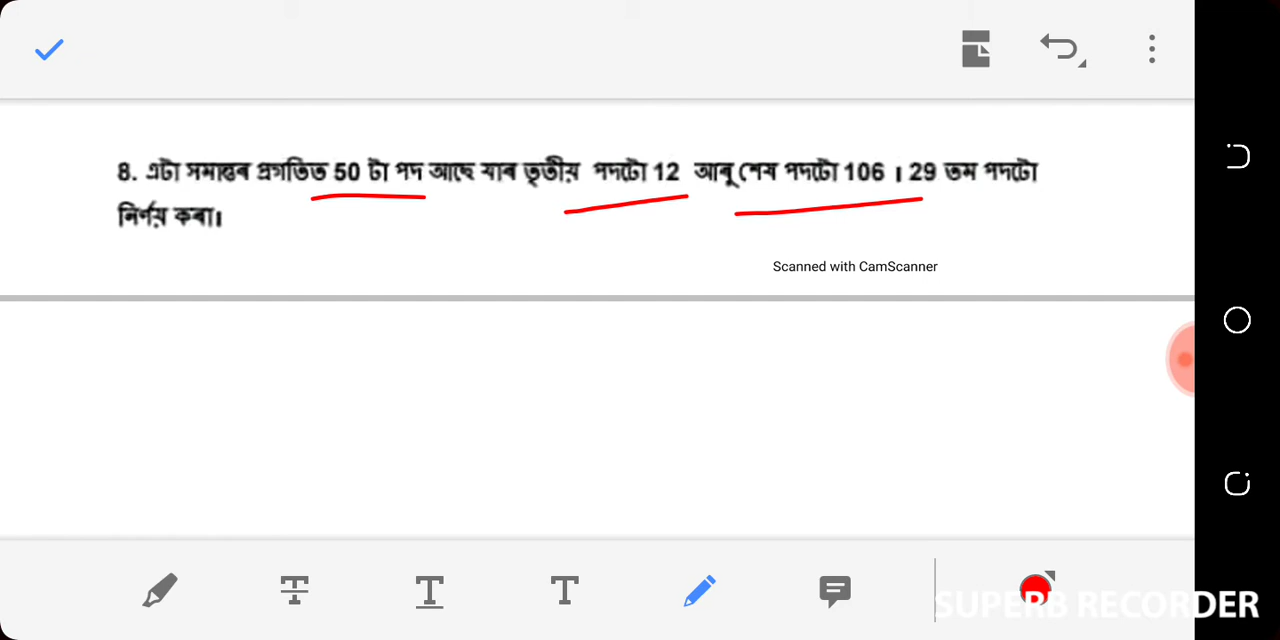 8. এটা সমান্তৰ প্ৰগতিত 50 টা পদ আছে যাৰ তৃতীয় পদটো 12 আৰু শেষ পদটো 106 । 29 তম পদটো
নিৰ্ণয় কৰা।
Scanned with CamScanner
SUPERB RECORDER